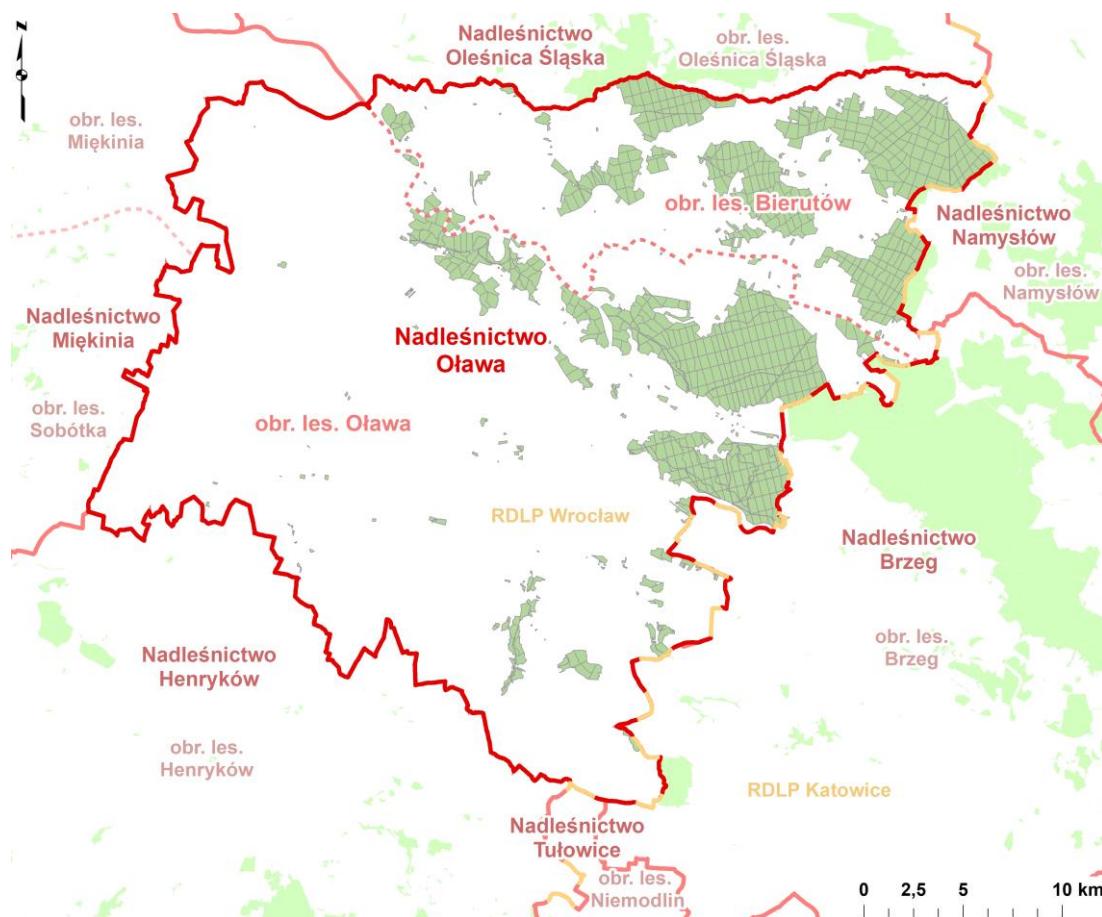 Nadleśnictwo
Oleśnica Śląska
obr. les.
Oleśnica Śląska
z
obr. les.
Miękinia
obr. les. Bierutów
Nadleśnictwo
Namysłów
obr. les.
Namysłów
Nadleśnictwo
Miękinia
Nadleśnictwo
Oława
obr. les.
Sobótka
obr. les. Oława
RDLP Wrocław
Nadleśnictwo
Brzeg
obr. les.
Brzeg
Nadleśnictwo
Henryków
obr. les.
Henryków
RDLP Katowice
Nadleśnictwo
Tułowice
obr. les.
Niemodlin
0 2,5 5 10 km